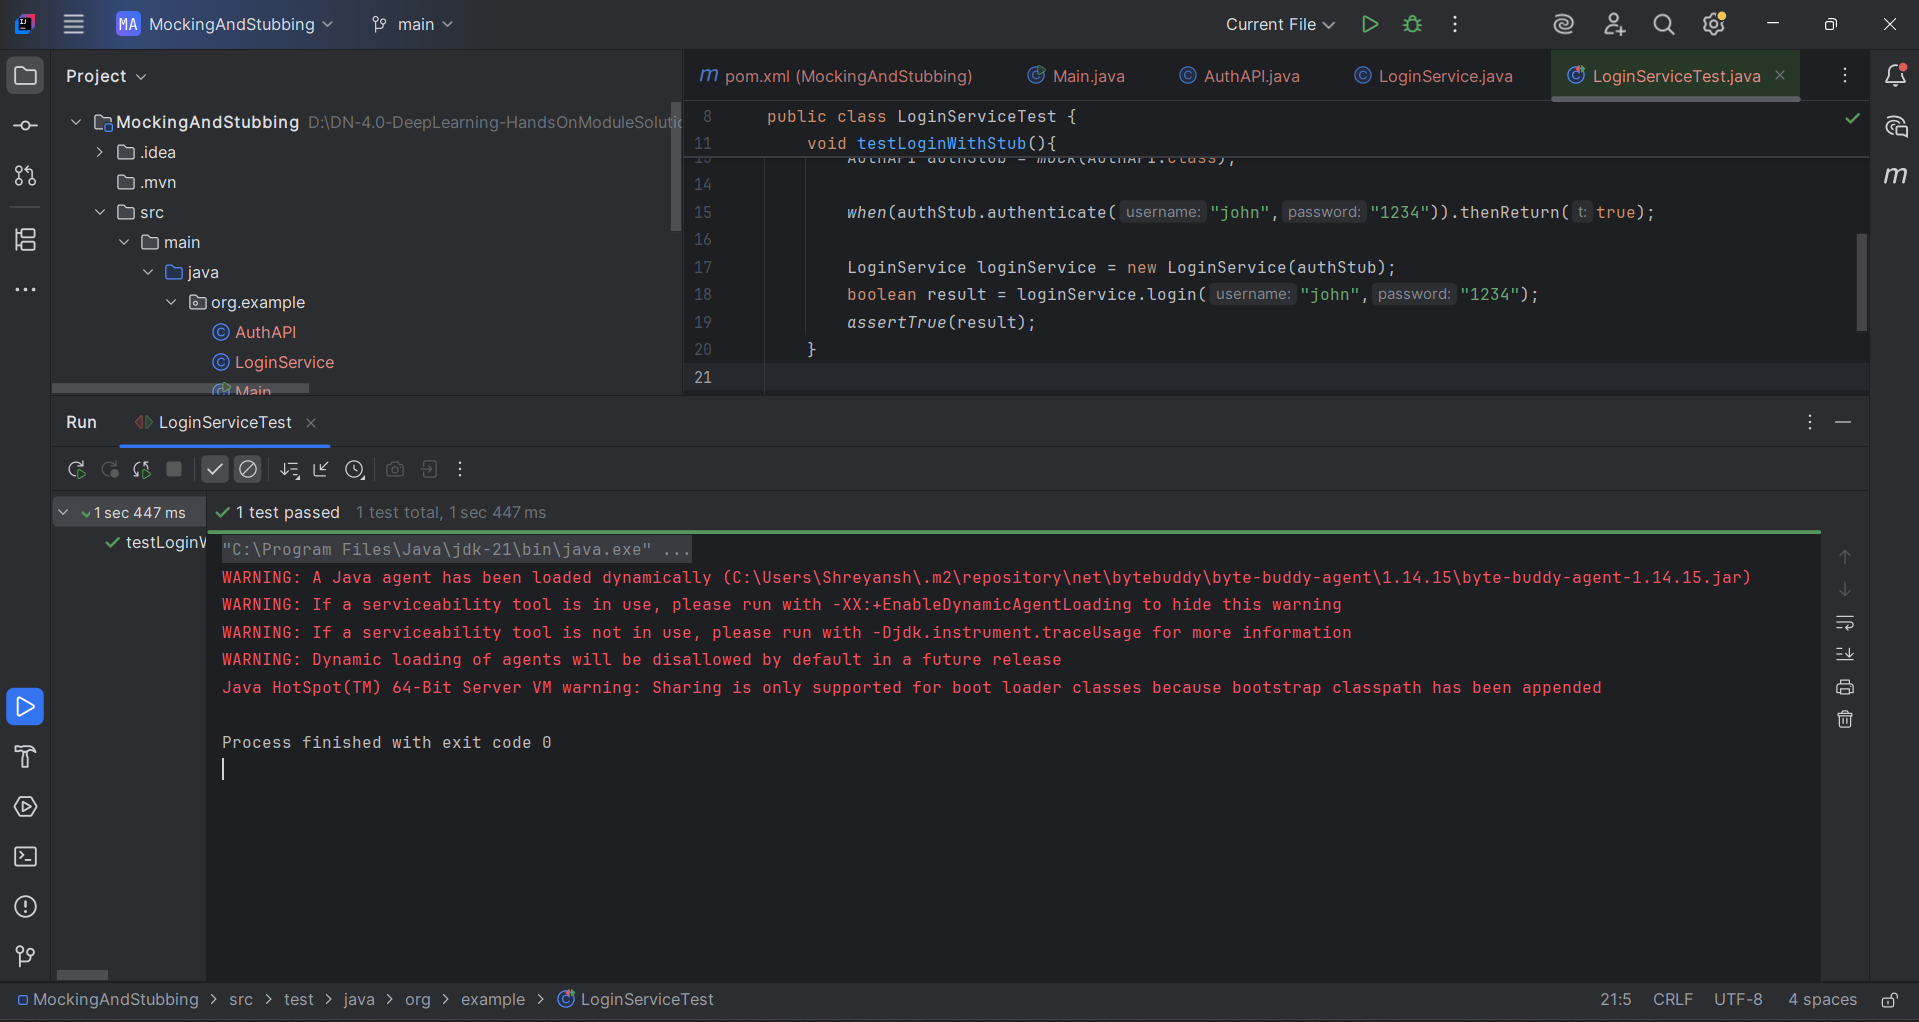 MA MockingAndStubbing main Current File
Project
MockingAndStubbing D:\DN-4.0-DeepLearning-HandsOnModuleSolutio
.idea
.mvn
src
main
java
org.example
AuthAPI
LoginService
Main
m pom.xml (MockingAndStubbing) Main.java AuthAPI.java LoginService.java LoginServiceTest.java
8 public class LoginServiceTest {
11 void testLoginWithStub(){
13 AuthAPI authStub = mock(AuthAPI.class);
14
15 when(authStub.authenticate( username: "john", password: "1234")).thenReturn( t: true);
16
17 LoginService loginService = new LoginService(authStub);
18 boolean result = loginService.login( username: "john", password: "1234");
19 assertTrue(result);
20 }
21
m
Run LoginServiceTest
1 sec 447 ms
testLoginW
1 test passed 1 test total, 1 sec 447 ms
"C:\Program Files\Java\jdk-21\bin\java.exe" ...
WARNING: A Java agent has been loaded dynamically (C:\Users\Shreyansh\.m2\repository\net\bytebuddy\byte-buddy-agent\1.14.15\byte-buddy-agent-1.14.15.jar)
WARNING: If a serviceability tool is in use, please run with -XX:+EnableDynamicAgentLoading to hide this warning
WARNING: If a serviceability tool is not in use, please run with -Djdk.instrument.traceUsage for more information
WARNING: Dynamic loading of agents will be disallowed by default in a future release
Java HotSpot(TM) 64-Bit Server VM warning: Sharing is only supported for boot loader classes because bootstrap classpath has been appended
Process finished with exit code 0
MockingAndStubbing > src > test > java > org > example > LoginServiceTest 21:5 CRLF UTF-8 4 spaces